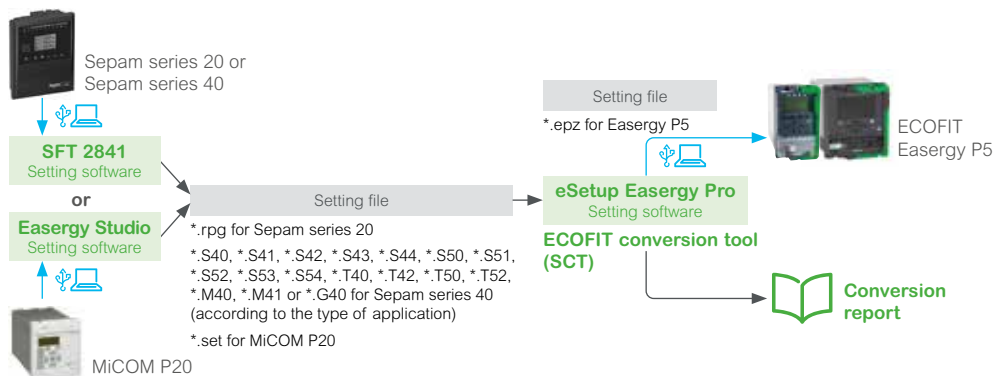 Sepam series 20 or
Sepam series 40
SFT 2841
Setting software
or
Easergy Studio
Setting software
MiCOM P20
Setting file
*.rpg for Sepam series 20
*.S40, *.S41, *.S42, *.S43, *.S44, *.S50, *.S51,
*.S52, *.S53, *.S54, *.T40, *.T42, *.T50, *.T52,
*.M40, *.M41 or *.G40 for Sepam series 40
(according to the type of application)
*.set for MiCOM P20
Setting file
*.epz for Easergy P5
eSetup Easergy Pro
Setting software
ECOFIT conversion tool
(SCT)
ECOFIT
Easergy P5
Conversion
report